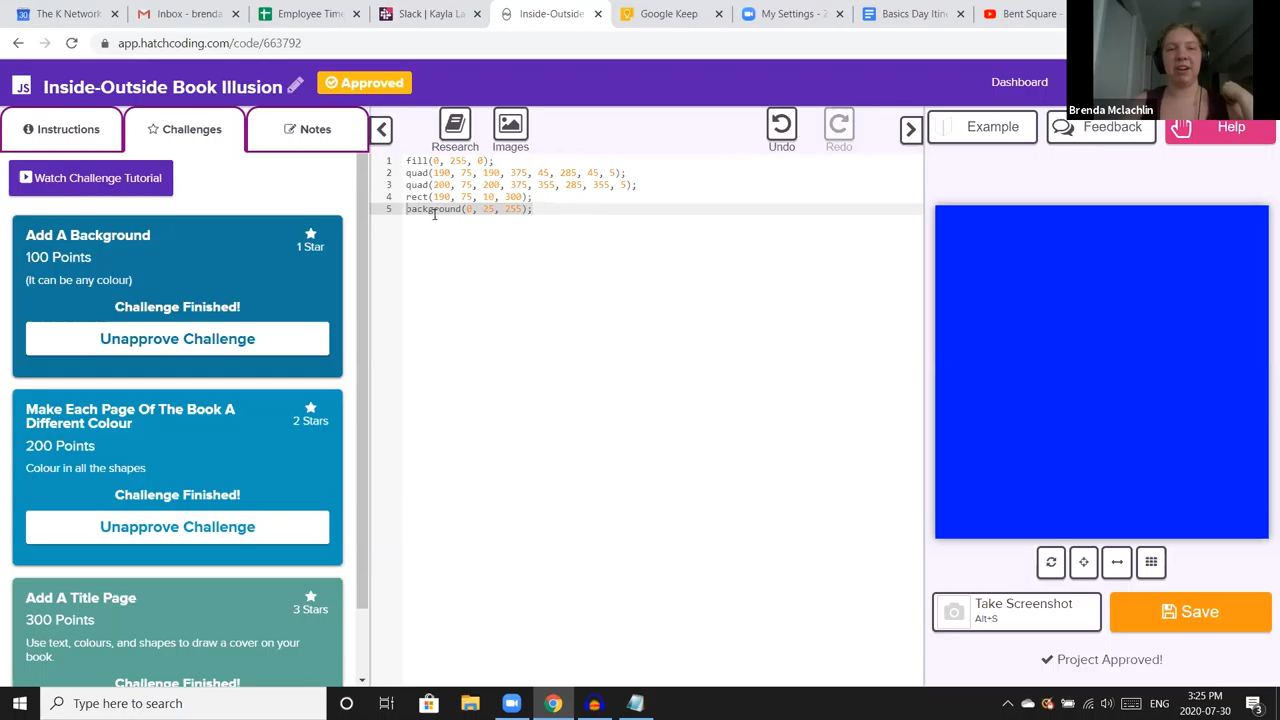 The K Network
Gmail - brenda
Employee Time
Slack | Kayla La
Inside-Outside
Google Keep
My Settings - Z
Basics Day Itin
Bent Square -
app.hatchcoding.com/code/663792
Brenda Mclachlin
JS Inside-Outside Book Illusion Approved Dashboard
Instructions Challenges Notes
Research Images Undo Redo Example Feedback Help
Watch Challenge Tutorial
Add A Background
1 Star
100 Points
(It can be any colour)
Challenge Finished!
Unapprove Challenge
Make Each Page Of The Book A
Different Colour
2 Stars
200 Points
Colour in all the shapes
Challenge Finished!
Unapprove Challenge
Add A Title Page
3 Stars
300 Points
Use text, colours, and shapes to draw a cover on your
book.
Challenge Finished!
1 fill(0, 255, 0);
2 quad(190, 75, 190, 375, 45, 285, 45, 5);
3 quad(200, 75, 200, 375, 355, 285, 355, 5);
4 rect(190, 75, 10, 300);
5 background(0, 25, 255);
Take Screenshot
Alt+S
Save
Project Approved!
Type here to search
ENG
3:25 PM
2020-07-30
3